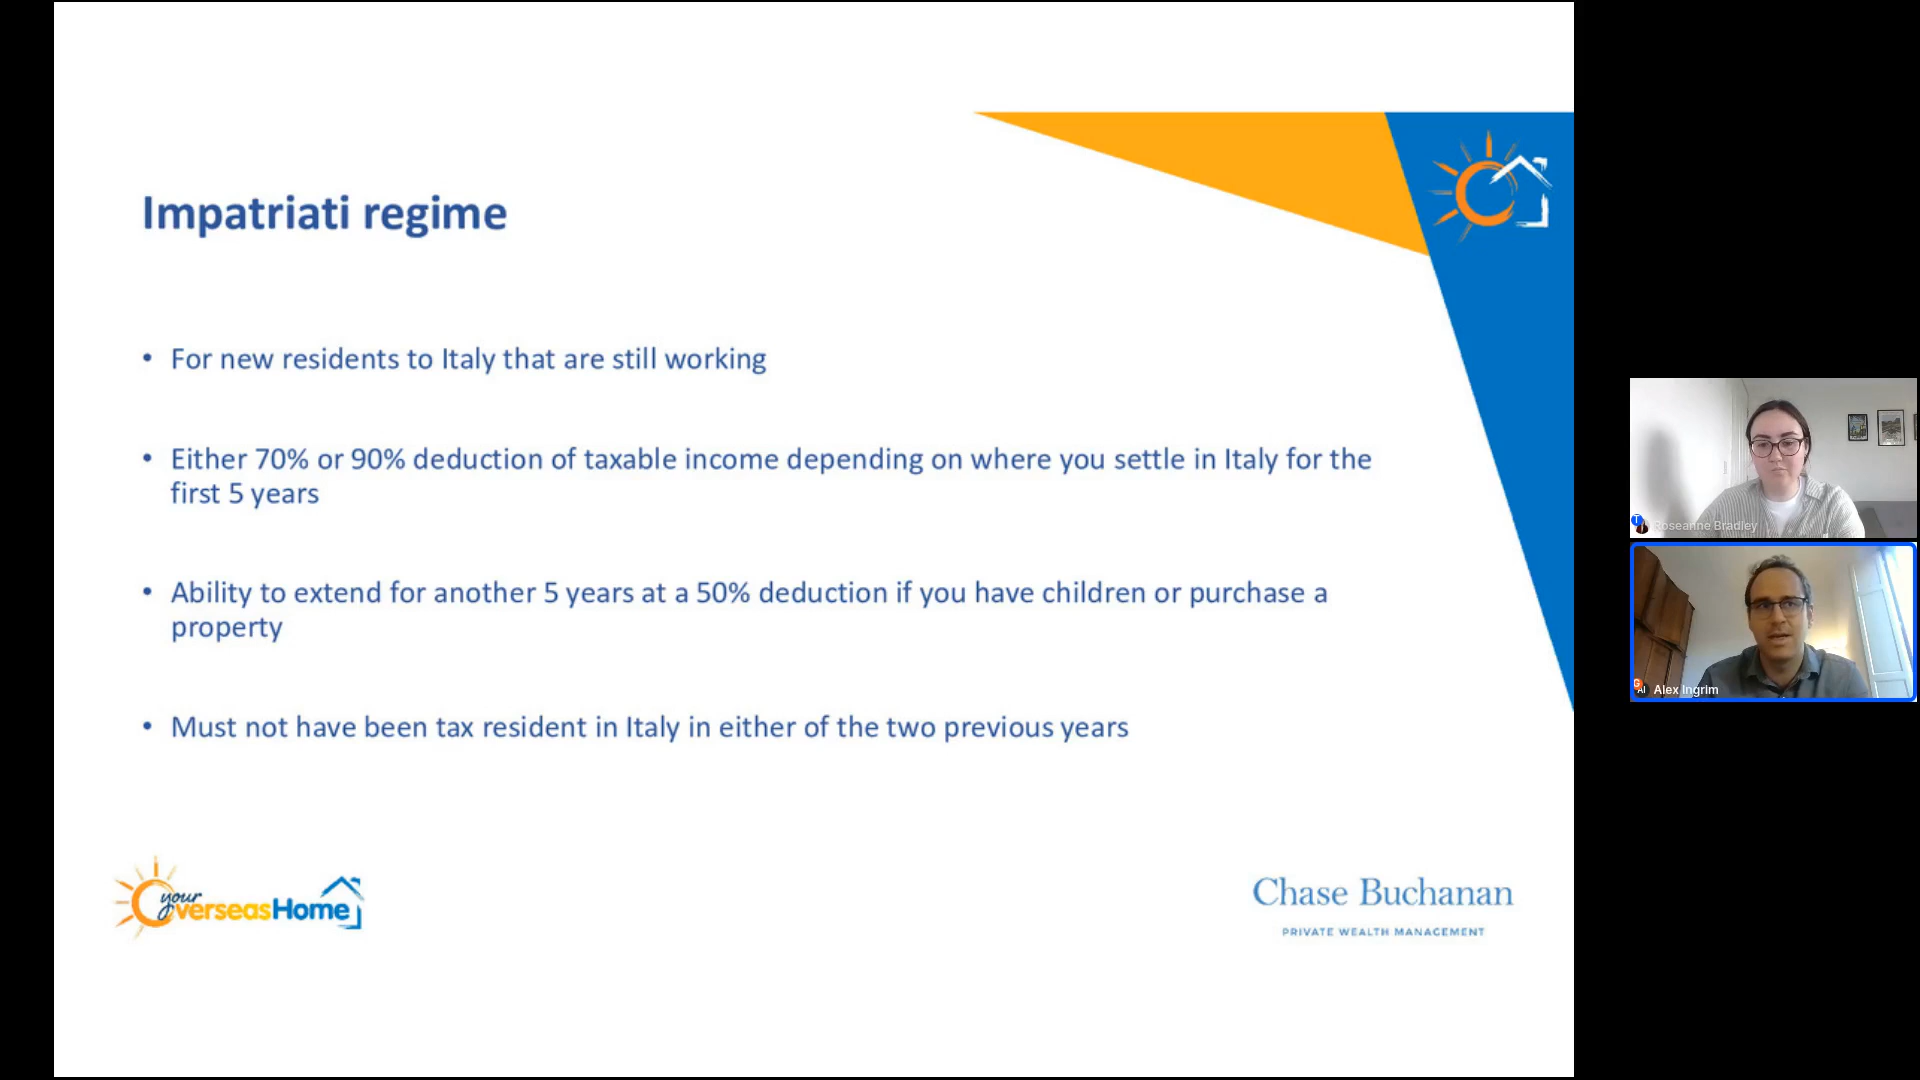 Impatriati regime
• For new residents to Italy that are still working
• Either 70% or 90% deduction of taxable income depending on where you settle in Italy for the
first 5 years
• Ability to extend for another 5 years at a 50% deduction if you have children or purchase a
property
• Must not have been tax resident in Italy in either of the two previous years
your
OverseasHome
Chase Buchanan
PRIVATE WEALTH MANAGEMENT
Roseanne Bradley
Alex Ingrim